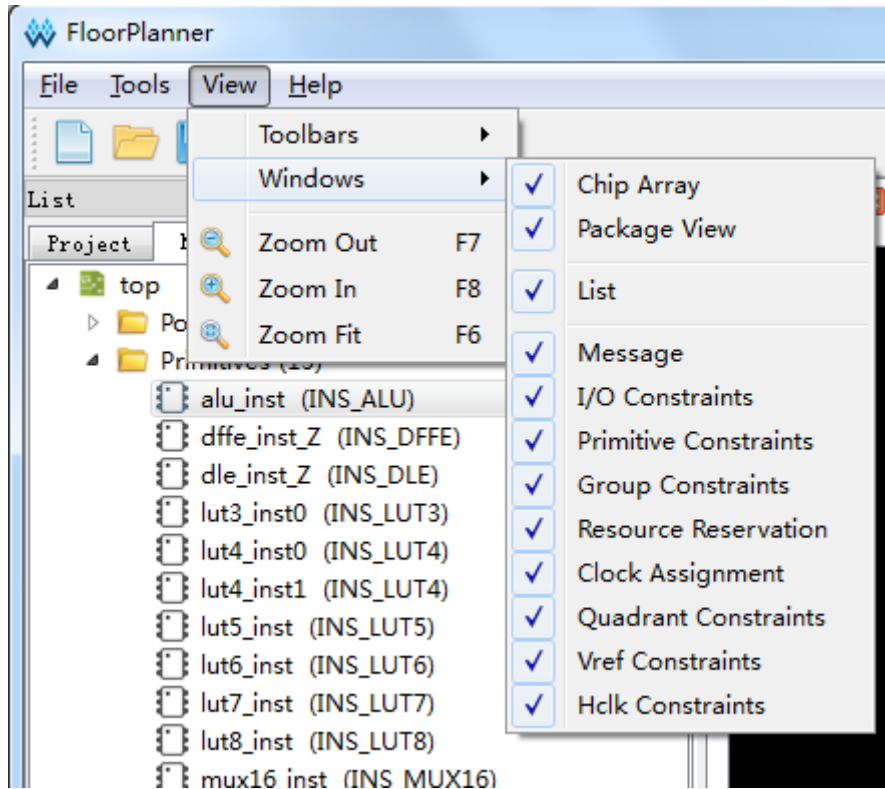 FloorPlanner
File Tools View Help
Toolbars
Windows
Zoom Out F7
Zoom In F8
Zoom Fit F6
Chip Array
Package View
List
Message
I/O Constraints
Primitive Constraints
Group Constraints
Resource Reservation
Clock Assignment
Quadrant Constraints
Vref Constraints
Hclk Constraints
List
Project
top
alu_inst (INS_ALU)
dffe_inst_Z (INS_DFFE)
dle_inst_Z (INS_DLE)
lut3_inst0 (INS_LUT3)
lut4_inst0 (INS_LUT4)
lut4_inst1 (INS_LUT4)
lut5_inst (INS_LUT5)
lut6_inst (INS_LUT6)
lut7_inst (INS_LUT7)
lut8_inst (INS_LUT8)
mux16_inst (INS_MUX16)